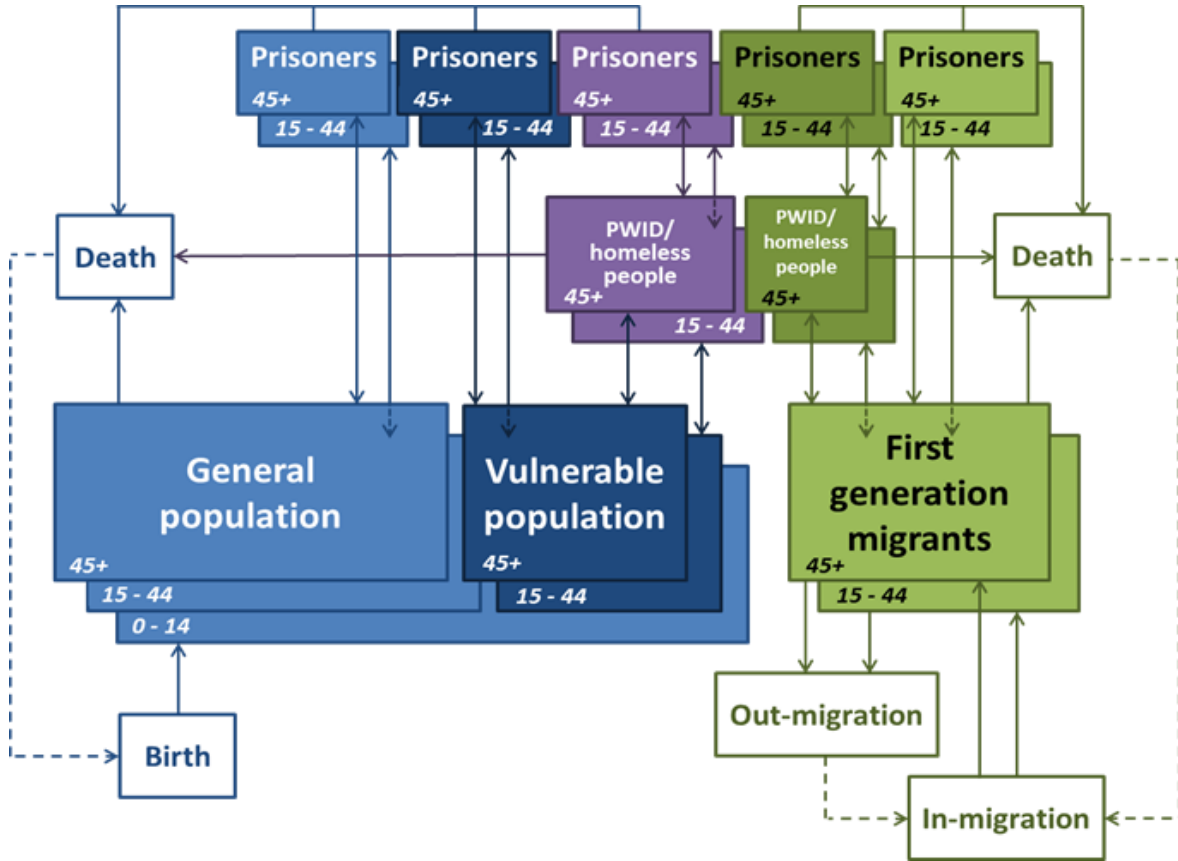 Prisoners
45+
15 - 44
Prisoners
45+
15 - 44
Prisoners
45+
15 - 44
Prisoners
45+
15 - 44
Prisoners
45+
15 - 44
Death
PWID/
homeless
people
45+
15 - 44
PWID/
homeless
people
45+
Death
General
population
45+
15 - 44
0 - 14
Vulnerable
population
45+
15 - 44
First
generation
migrants
45+
15 - 44
Birth
Out-migration
In-migration